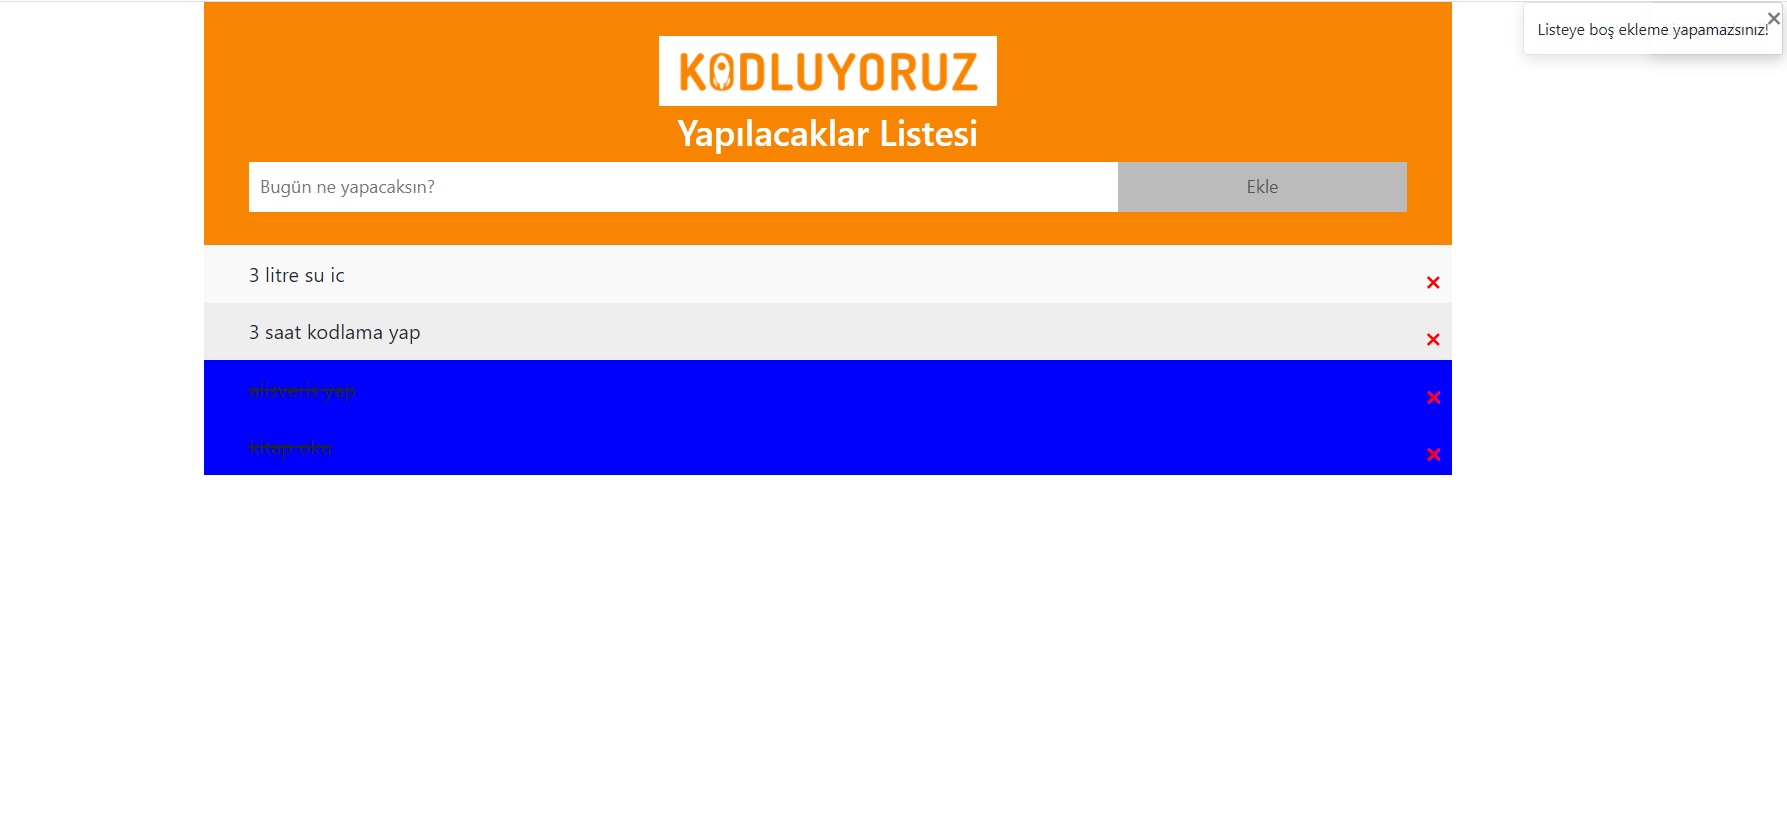 Listeye boş ekleme yapamazsınız!
KODLUYORUZ
Yapılacaklar Listesi
Bugün ne yapacaksın?
Ekle
3 litre su ic
3 saat kodlama yap
alisveris yap
kitap oku